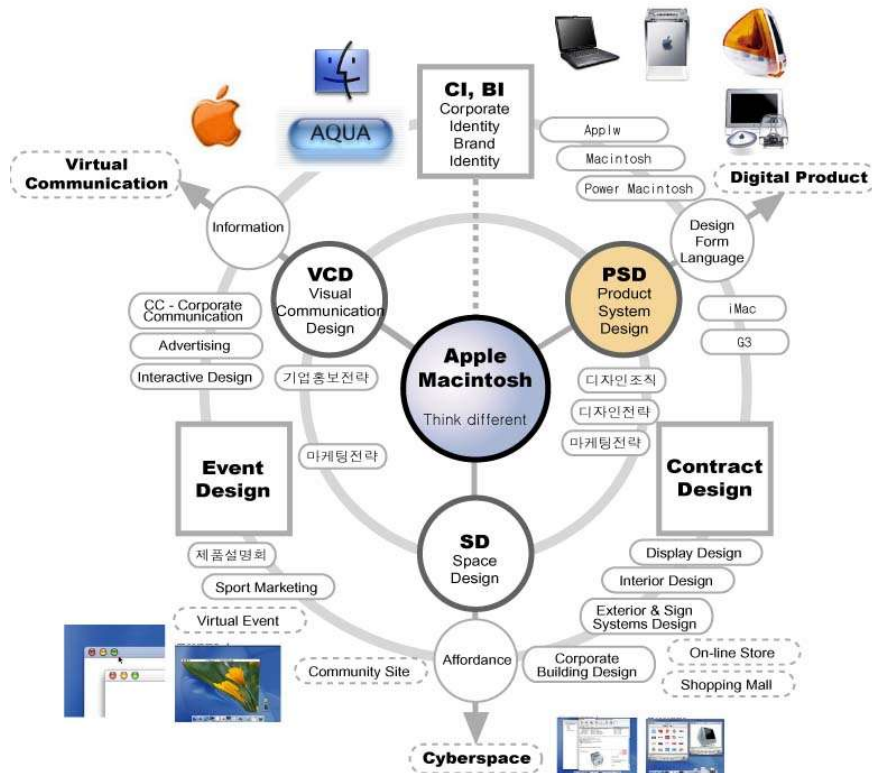 CI, BI
Corporate
Identity
Brand
Identity
AQUA
Applw
Macintosh
Power Macintosh
Virtual
Communication
Digital Product
Information
Design
Form
Language
VCD
Visual
Communication
Design
PSD
Product
System
Design
CC - Corporate
Communication
Advertising
Interactive Design
iMac
G3
Apple
Macintosh
Think different
기업홍보전략
마케팅전략
디자인조직
디자인전략
마케팅전략
Event
Design
Contract
Design
SD
Space
Design
제품설명회
Sport Marketing
Virtual Event
Display Design
Interior Design
Exterior & Sign
Systems Design
Community Site
Affordance
Corporate
Building Design
On-line Store
Shopping Mall
Cyberspace